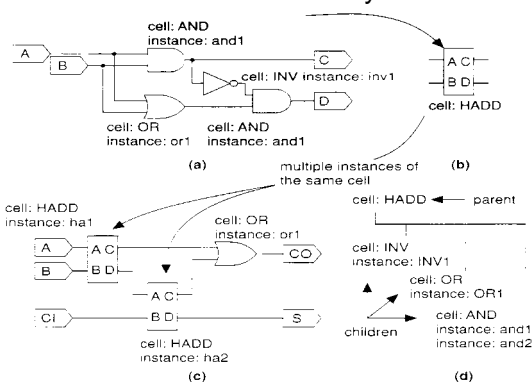 cell: AND
instance: and1
A
B
C
cell: INV instance: inv1
D
cell: OR
instance: or1
cell: AND
instance: and1
(a)
A C
B D
cell: HADD
(b)
multiple instances of
the same cell
cell: HADD
instance: ha1
A
B
A C
B D
cell: OR
instance: or1
CO
A C
B D
CI
S
cell: HADD
instance: ha2
(c)
cell: HADD
parent
cell: INV
instance: INV1
cell: OR
instance: OR1
children
cell: AND
instance: and1
and2
(d)